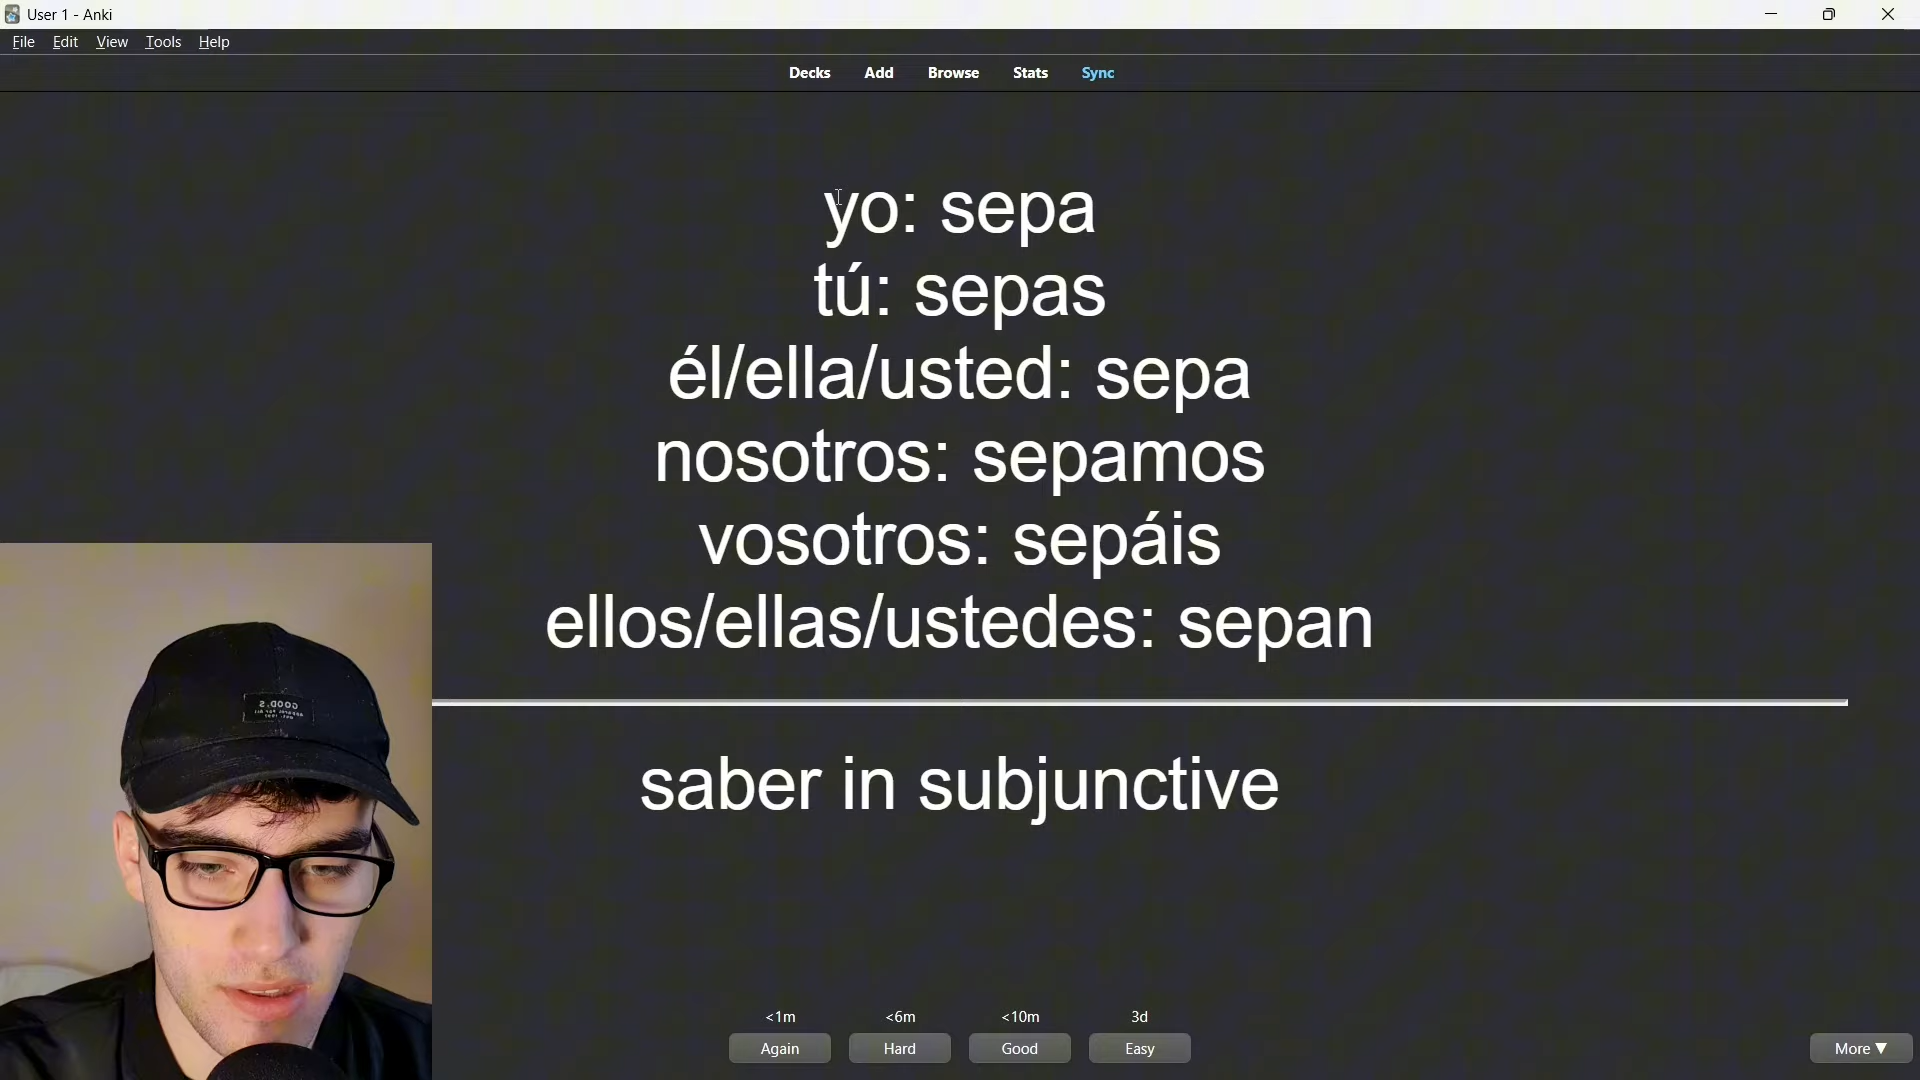 User 1 - Anki
File Edit View Tools Help
Decks Add Browse Stats Sync
yo: sepa
tú: sepas
él/ella/usted: sepa
nosotros: sepamos
vosotros: sepáis
ellos/ellas/ustedes: sepan
saber in subjunctive
GOOD.S
<1m <6m <10m 3d
Again Hard Good Easy
More ▼